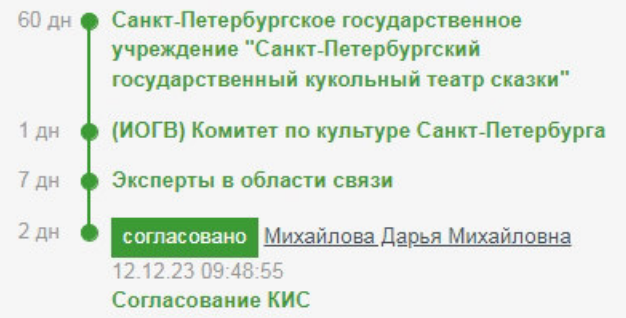 60 дн Санкт-Петербургское государственное
учреждение "Санкт-Петербургский
государственный кукольный театр сказки"
1 дн (ИОГВ) Комитет по культуре Санкт-Петербурга
7 дн Эксперты в области связи
2 дн согласовано Михайлова Дарья Михайловна
12.12.23 09:48:55
Согласование КИС